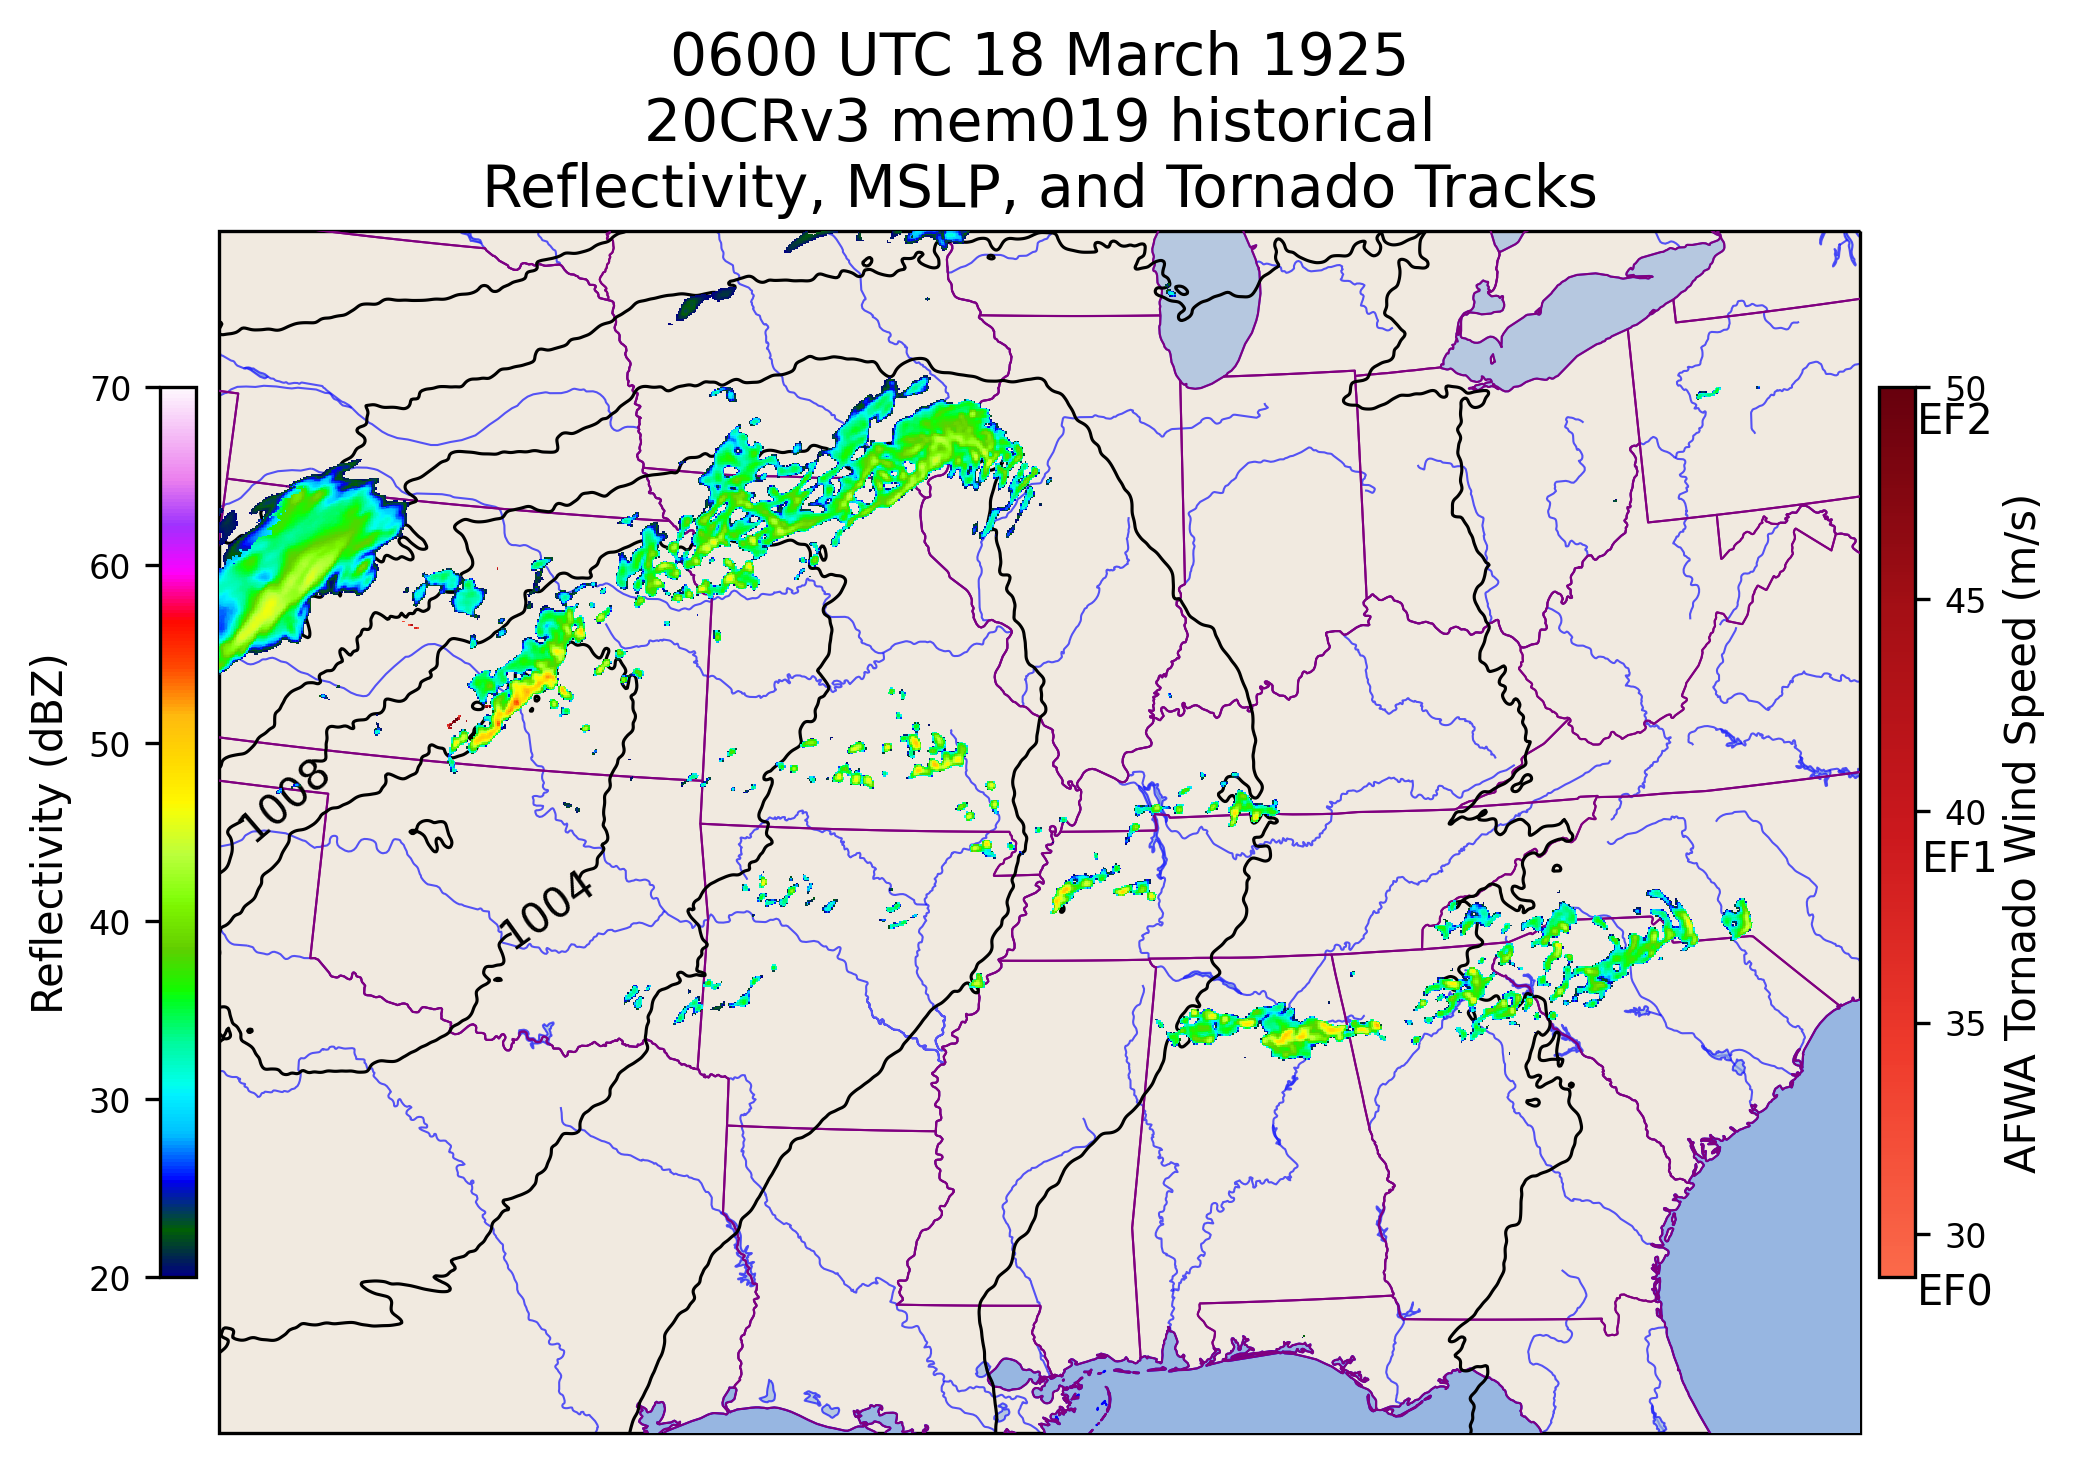 0600 UTC 18 March 1925
20CRv3 mem019 historical
Reflectivity, MSLP, and Tornado Tracks
70
60
50
40
30
20
Reflectivity (dBZ)
1008
1004
50
EF2
45
40
EF1
35
30
EF0
AFWA Tornado Wind Speed (m/s)